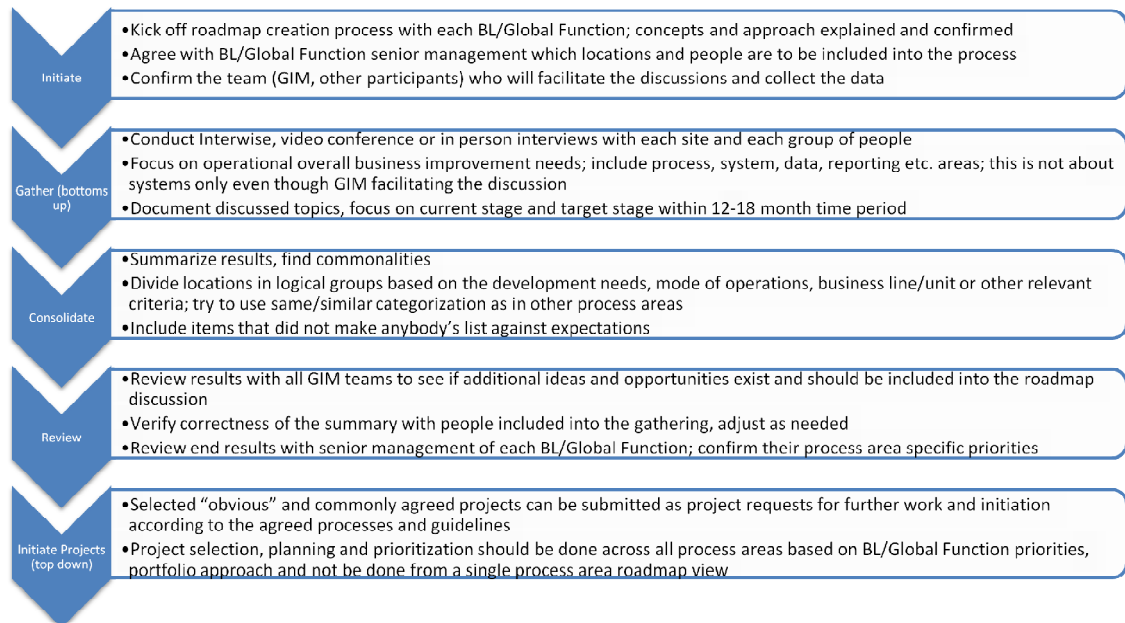 Initiate
•Kick off roadmap creation process with each BL/Global Function; concepts and approach explained and confirmed
•Agree with BL/Global Function senior management which locations and people are to be included into the process
•Confirm the team (GIM, other participants) who will facilitate the discussions and collect the data
Gather (bottoms
up)
•Conduct Interwise, video conference or in person interviews with each site and each group of people
•Focus on operational overall business improvement needs; include process, system, data, reporting etc. areas; this is not about
systems only even though GIM facilitating the discussion
•Document discussed topics, focus on current stage and target stage within 12-18 month time period
Consolidate
•Summarize results, find commonalities
•Divide locations in logical groups based on the development needs, mode of operations, business line/unit or other relevant
criteria; try to use same/similar categorization as in other process areas
•Include items that did not make anybody's list against expectations
Review
•Review results with all GIM teams to see if additional ideas and opportunities exist and should be included into the roadmap
discussion
•Verify correctness of the summary with people included into the gathering, adjust as needed
•Review end results with senior management of each BL/Global Function; confirm their process area specific priorities
Initiate Projects
(top down)
•Selected “obvious” and commonly agreed projects can be submitted as project requests for further work and initiation
according to the agreed processes and guidelines
•Project selection, planning and prioritization should be done across all process areas based on BL/Global Function priorities,
portfolio approach and not be done from a single process area roadmap view